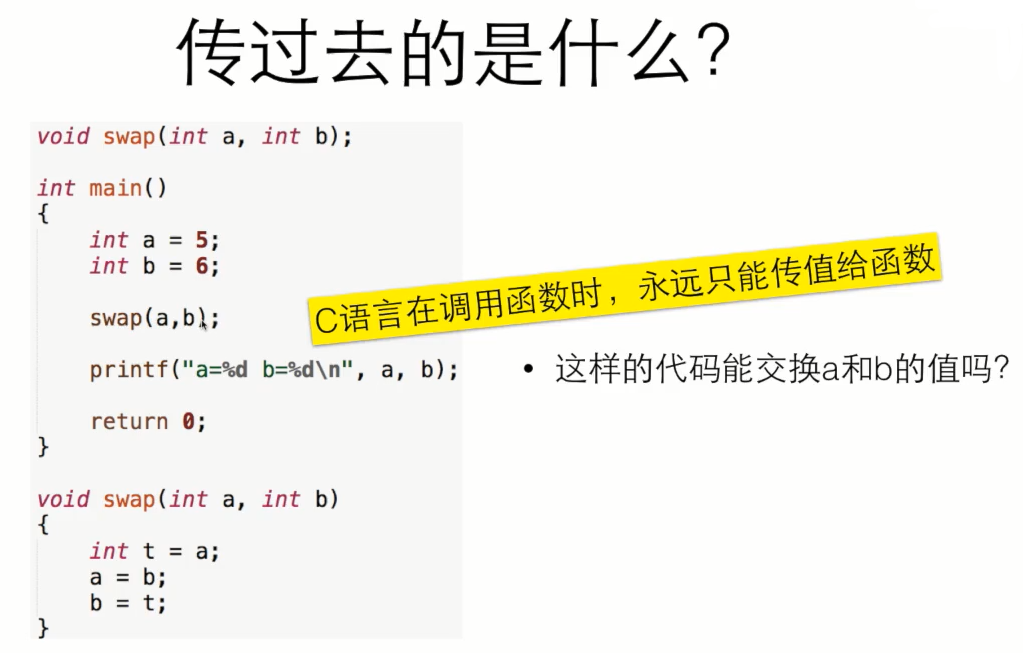 传过去的是什么?
void swap(int a, int b);
int main()
{
    int a = 5;
    int b = 6;
    swap(a,b);
    printf("a=%d b=%d\n", a, b);
    return 0;
}
void swap(int a, int b)
{
    int t = a;
    a = b;
    b = t;
}
C语言在调用函数时，永远只能传值给函数
• 这样的代码能交换a和b的值吗?